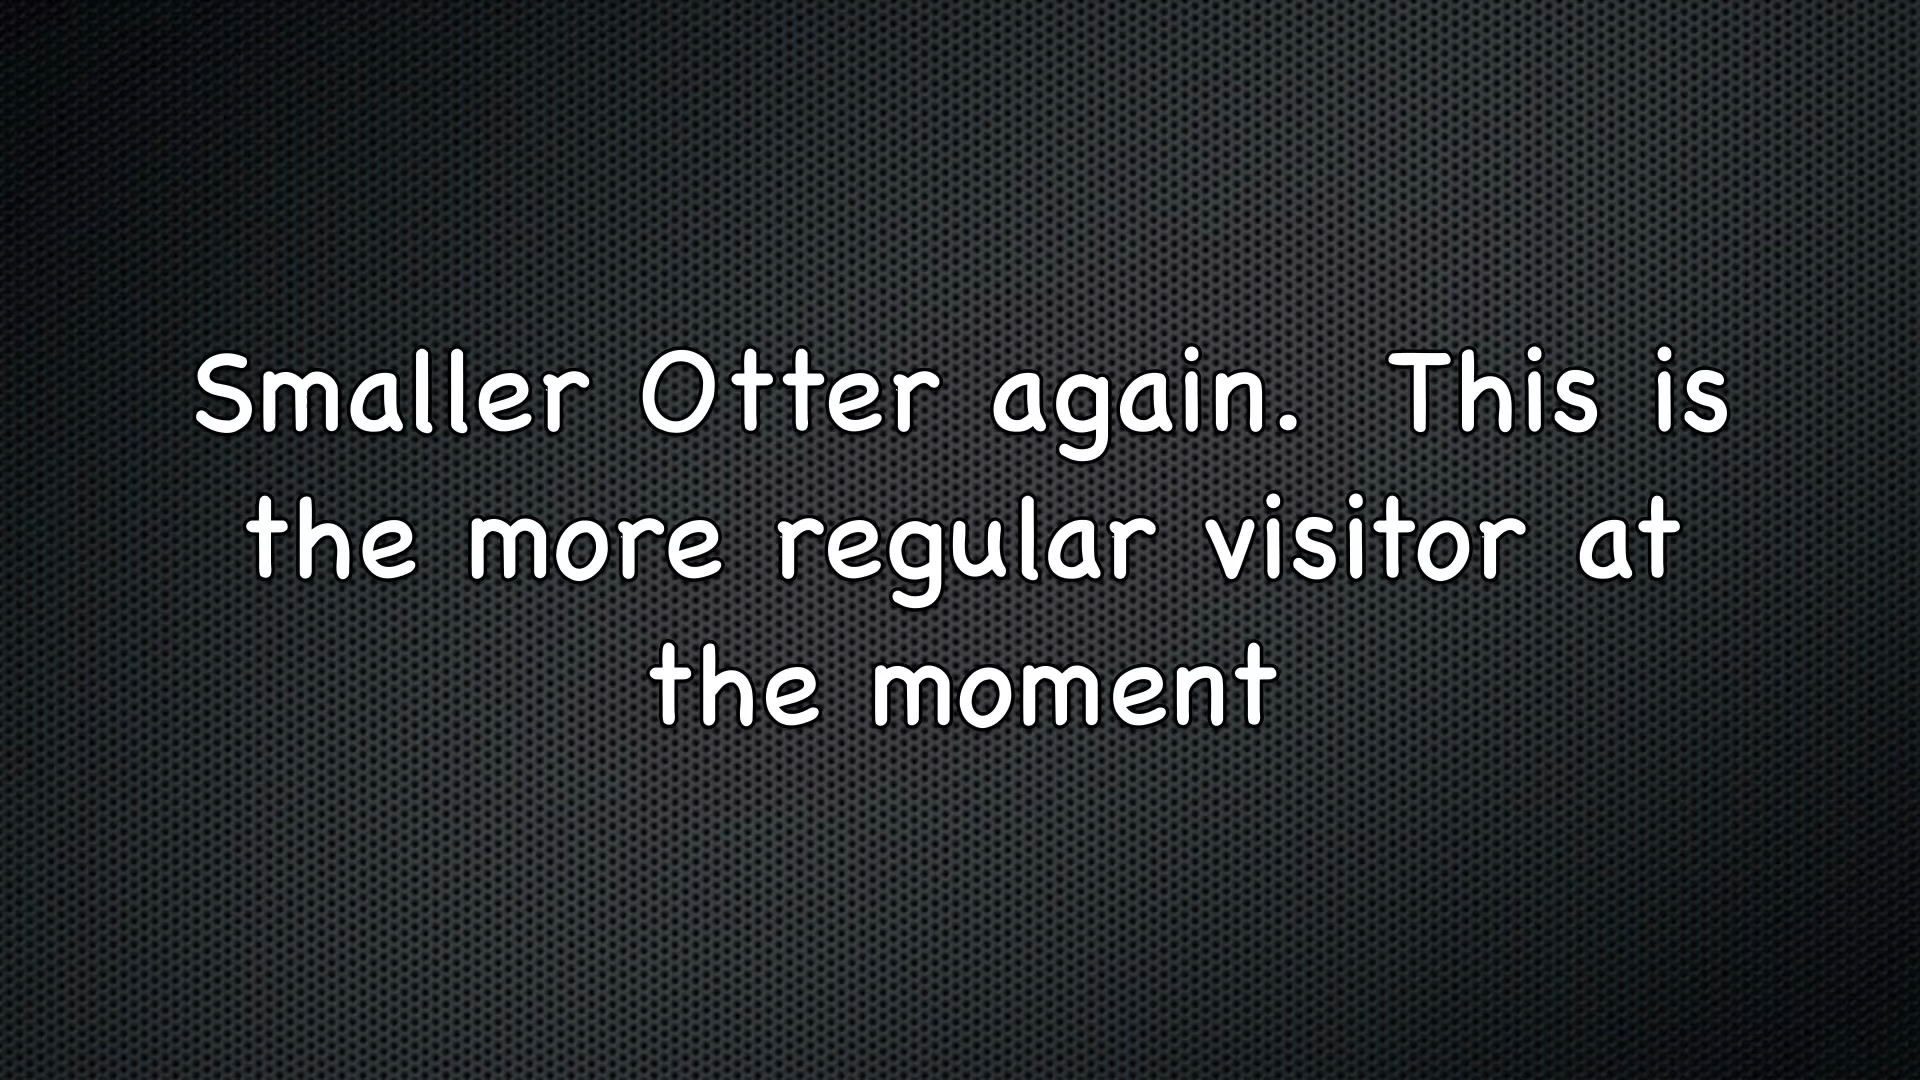 Smaller Otter again.  This is
the more regular visitor at
the moment